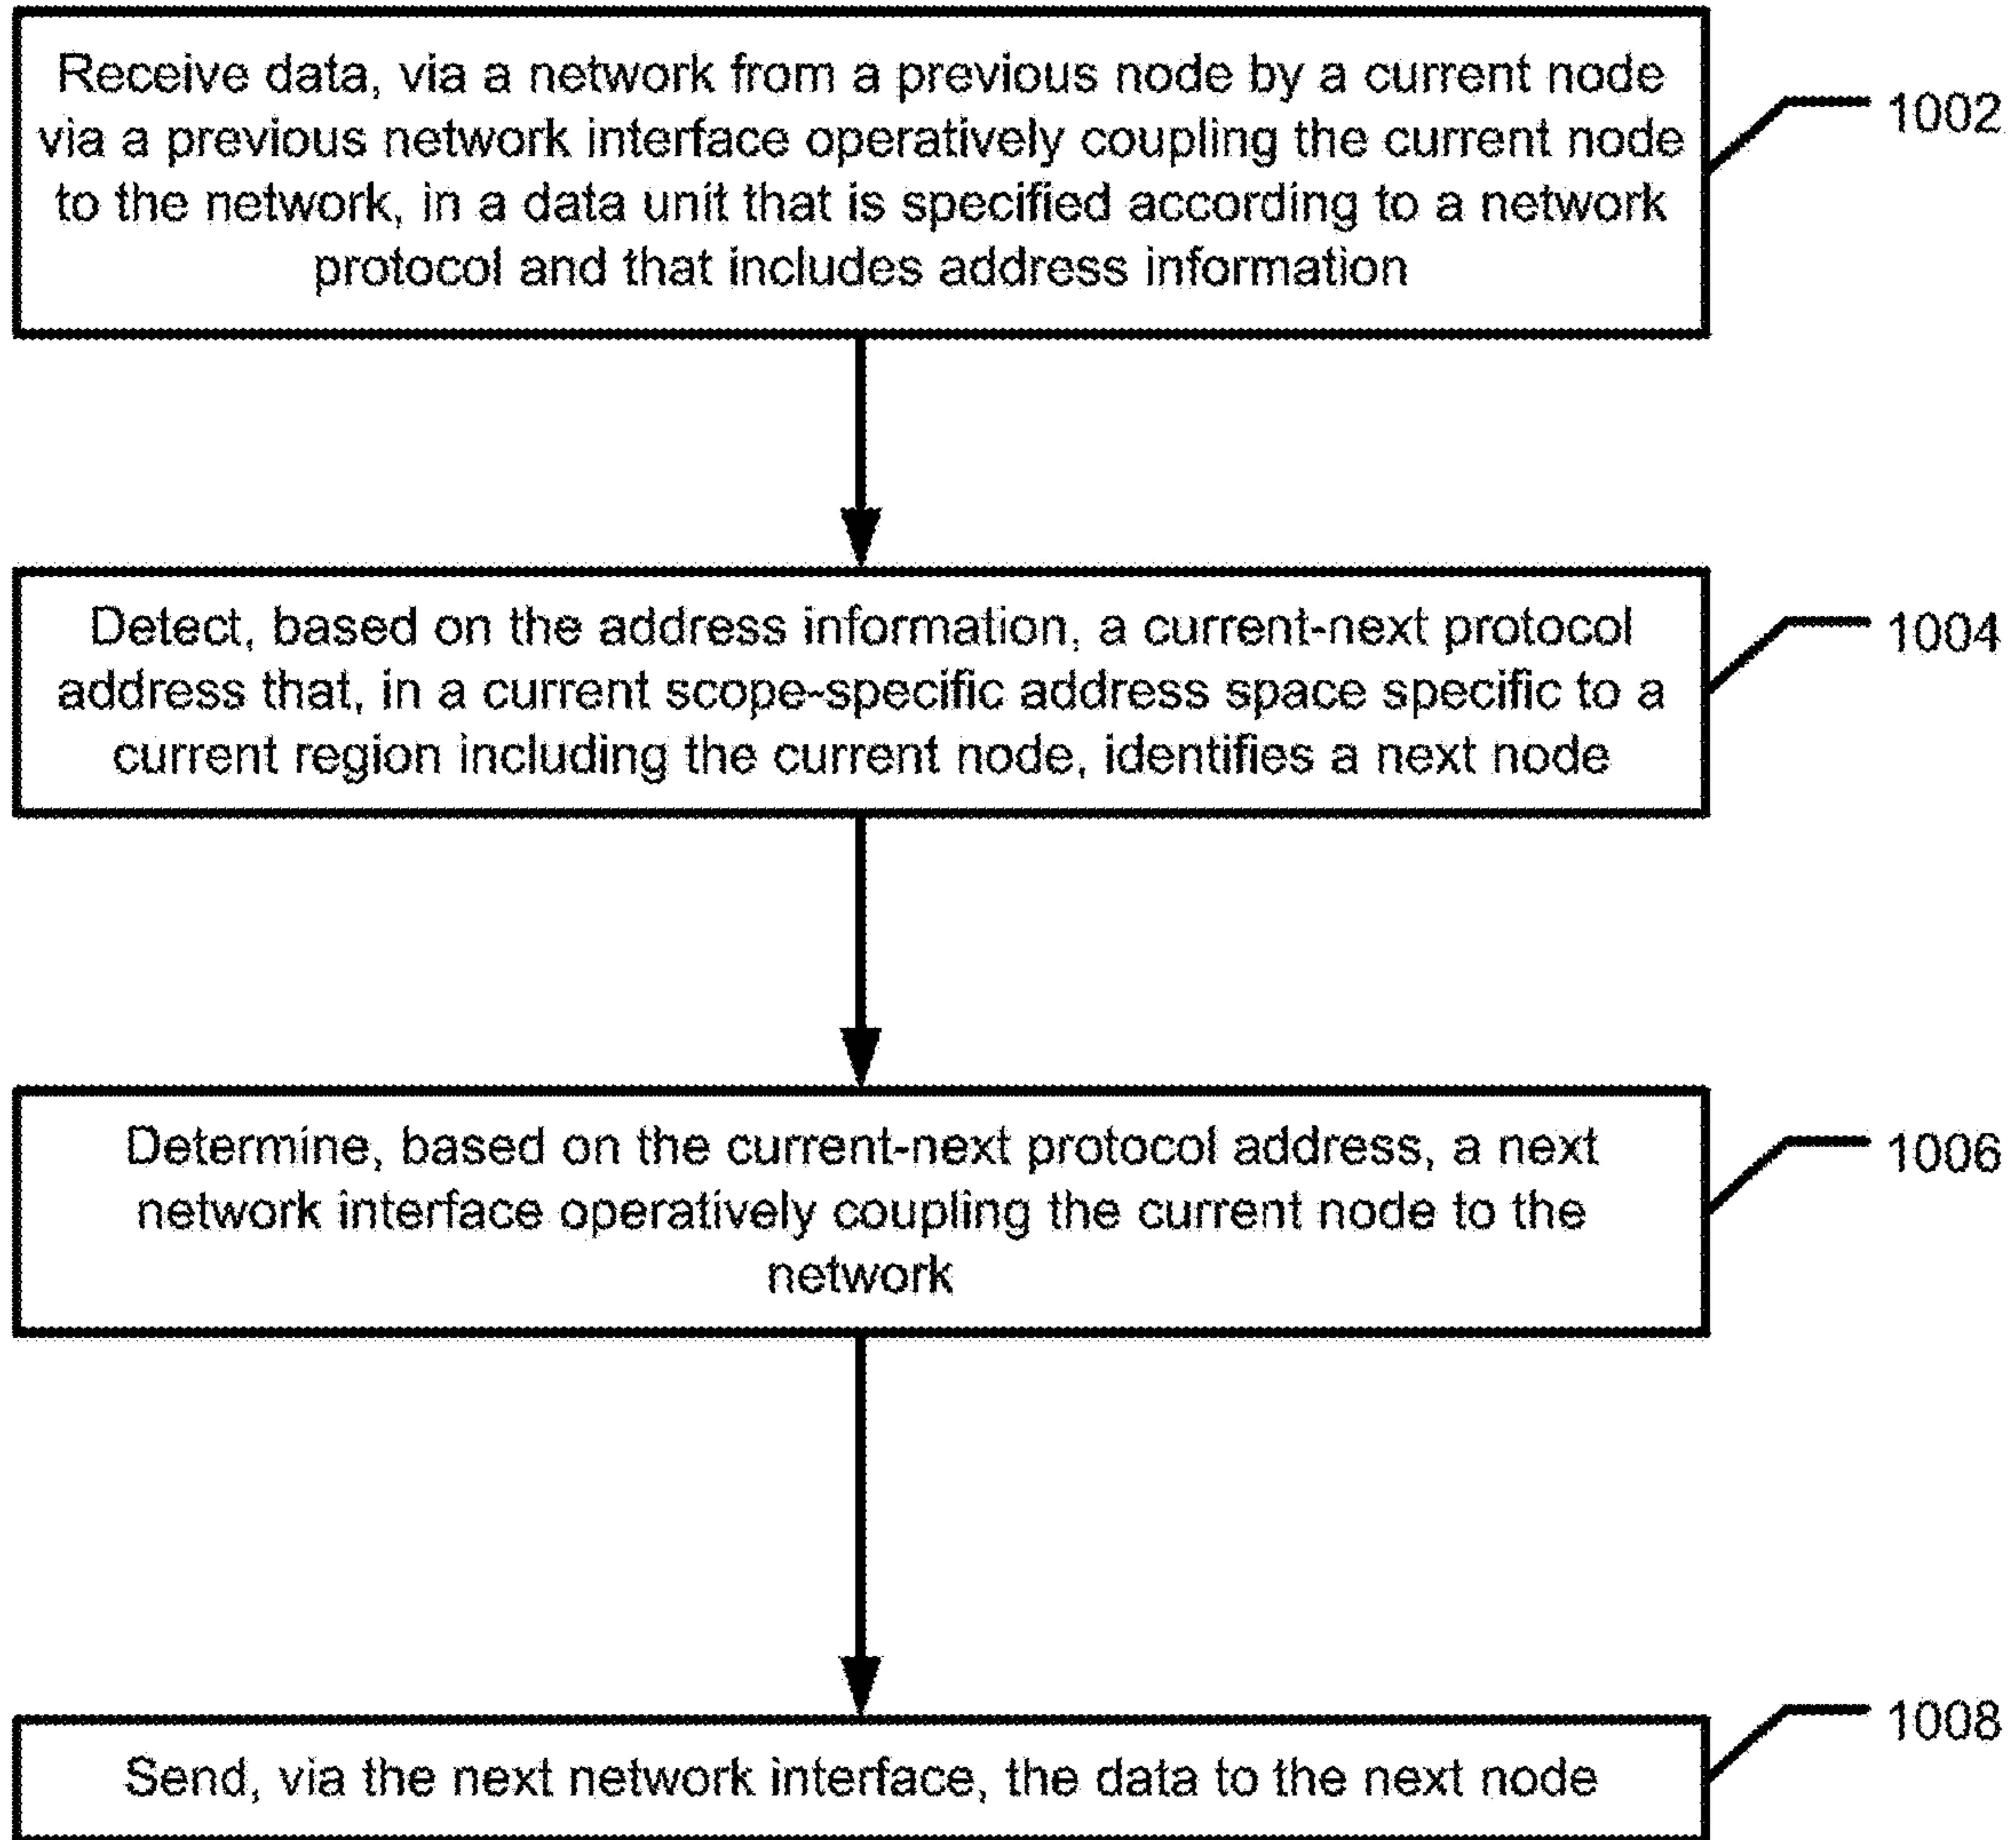 Receive data, via a network from a previous node by a current node
via a previous network interface operatively coupling the current node
to the network, in a data unit that is specified according to a network
protocol and that includes address information
1002
Detect, based on the address information, a current-next protocol
address that, in a current scope-specific address space specific to a
current region including the current node, identifies a next node
1004
Determine, based on the current-next protocol address, a next
network interface operatively coupling the current node to the
network
1006
Send, via the next network interface, the data to the next node
1008